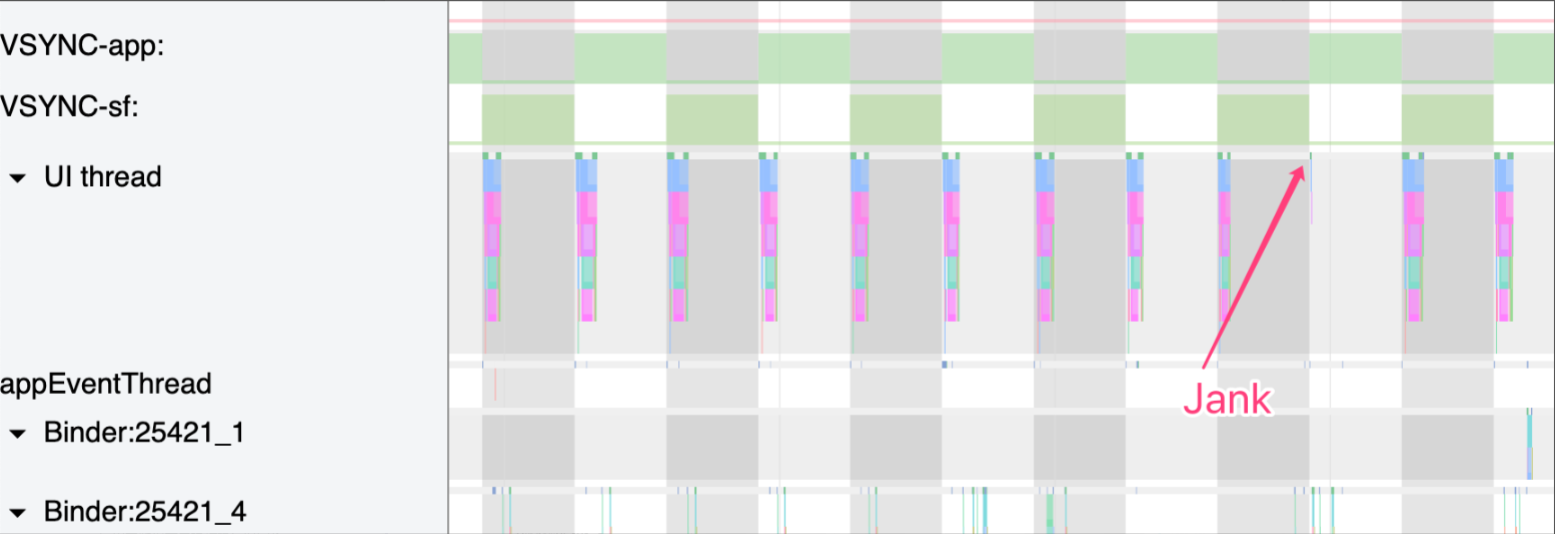 VSYNC-app:
VSYNC-sf:
UI thread
appEventThread
Jank
Binder:25421_1
Binder:25421_4